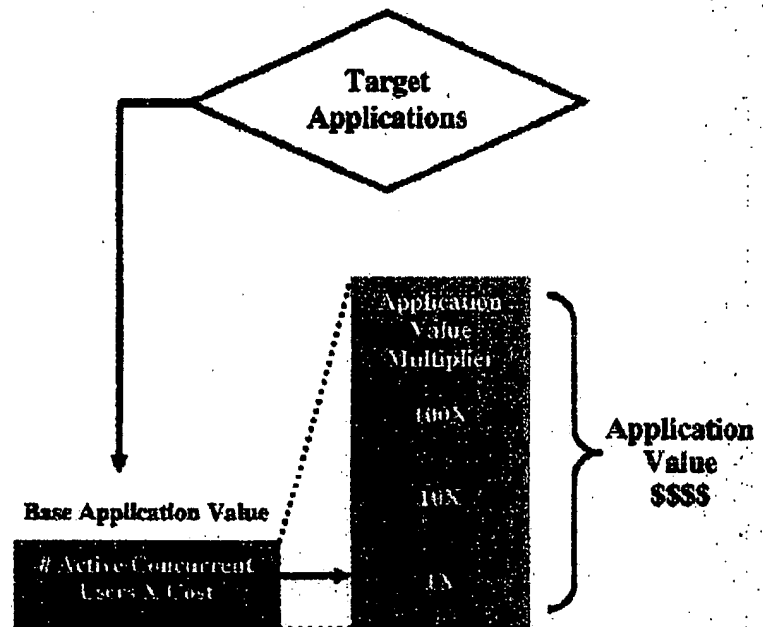 Target
Applications
Application
Value
Multiplier
100X
10X
1X
Application
Value
$$$$
Base Application Value
# Active Concurrent
Users X Cost